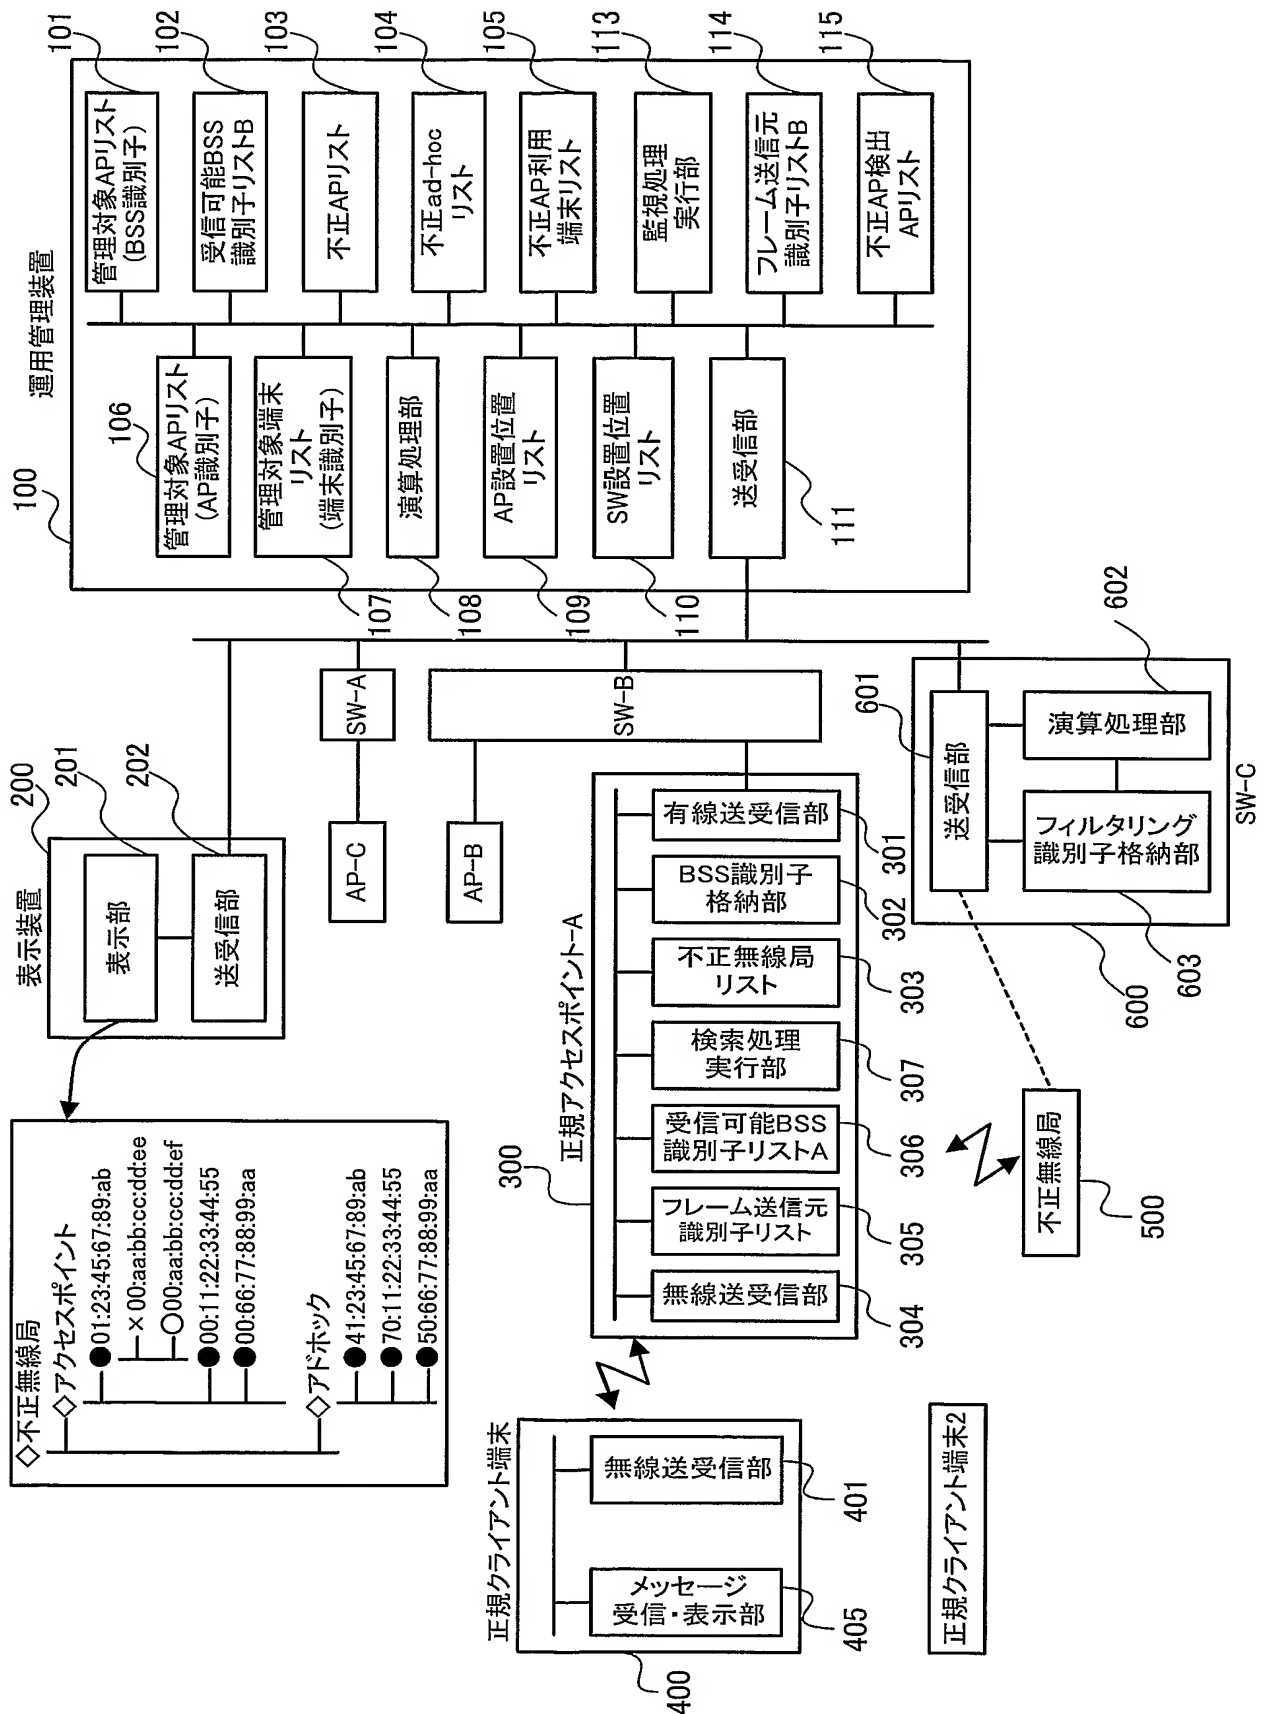 ◇不正無線局
◇アクセスポイント
●01:23:45:67:89:ab
×00:aa:bb:cc:dd:ee
○00:aa:bb:cc:dd:ef
●00:11:22:33:44:55
●00:66:77:88:99:aa
◇アドホック
●41:23:45:67:89:ab
●70:11:22:33:44:55
●50:66:77:88:99:aa
表示装置
200
表示部
201
送受信部
202
運用管理装置
100
管理対象APリスト
(AP識別子)
106
管理対象端末
リスト
(端末識別子)
107
演算処理部
108
AP設置位置
リスト
109
SW設置位置
リスト
110
送受信部
111
管理対象APリスト
(BSS識別子)
101
受信可能BSS
識別子リストB
102
不正APリスト
103
不正ad-hoc
リスト
104
不正AP利用
端末リスト
105
監視処理
実行部
113
フレーム送信元
識別子リストB
114
不正AP検出
APリスト
115
SW-A
AP-C
SW-B
AP-B
正規アクセスポイント-A
300
無線送受信部
304
フレーム送信元
識別子リスト
305
受信可能BSS
識別子リストA
306
検索処理
実行部
307
不正無線局
リスト
303
BSS識別子
格納部
302
有線送受信部
301
正規クライアント端末
400
メッセージ
受信・表示部
405
無線送受信部
401
正規クライアント端末2
不正無線局
500
SW-C
600
送受信部
601
演算処理部
602
フィルタリング
識別子格納部
603